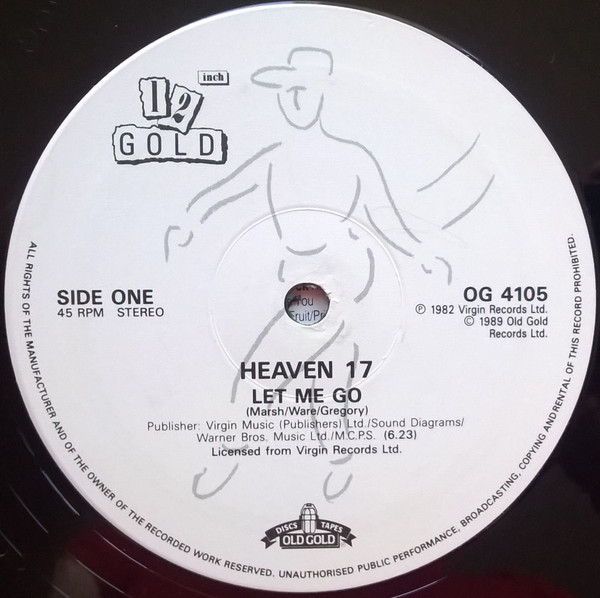 12 inch
GOLD
SIDE ONE
45 RPM STEREO
OG 4105
℗ 1982 Virgin Records Ltd.
© 1989 Old Gold
Records Ltd.
You
Fruit/Pr
HEAVEN 17
LET ME GO
(Marsh/Ware/Gregory)
Publisher: Virgin Music (Publishers) Ltd./Sound Diagrams/
Warner Bros. Music Ltd./M.C.P.S. (6.23)
Licensed from Virgin Records Ltd.
DISCS TAPES
OLD GOLD
ALL RIGHTS OF THE MANUFACTURER AND OF THE OWNER OF THE RECORDED WORK RESERVED. UNAUTHORISED PUBLIC PERFORMANCE, BROADCASTING, COPYING AND RENTAL OF THIS RECORD PROHIBITED.